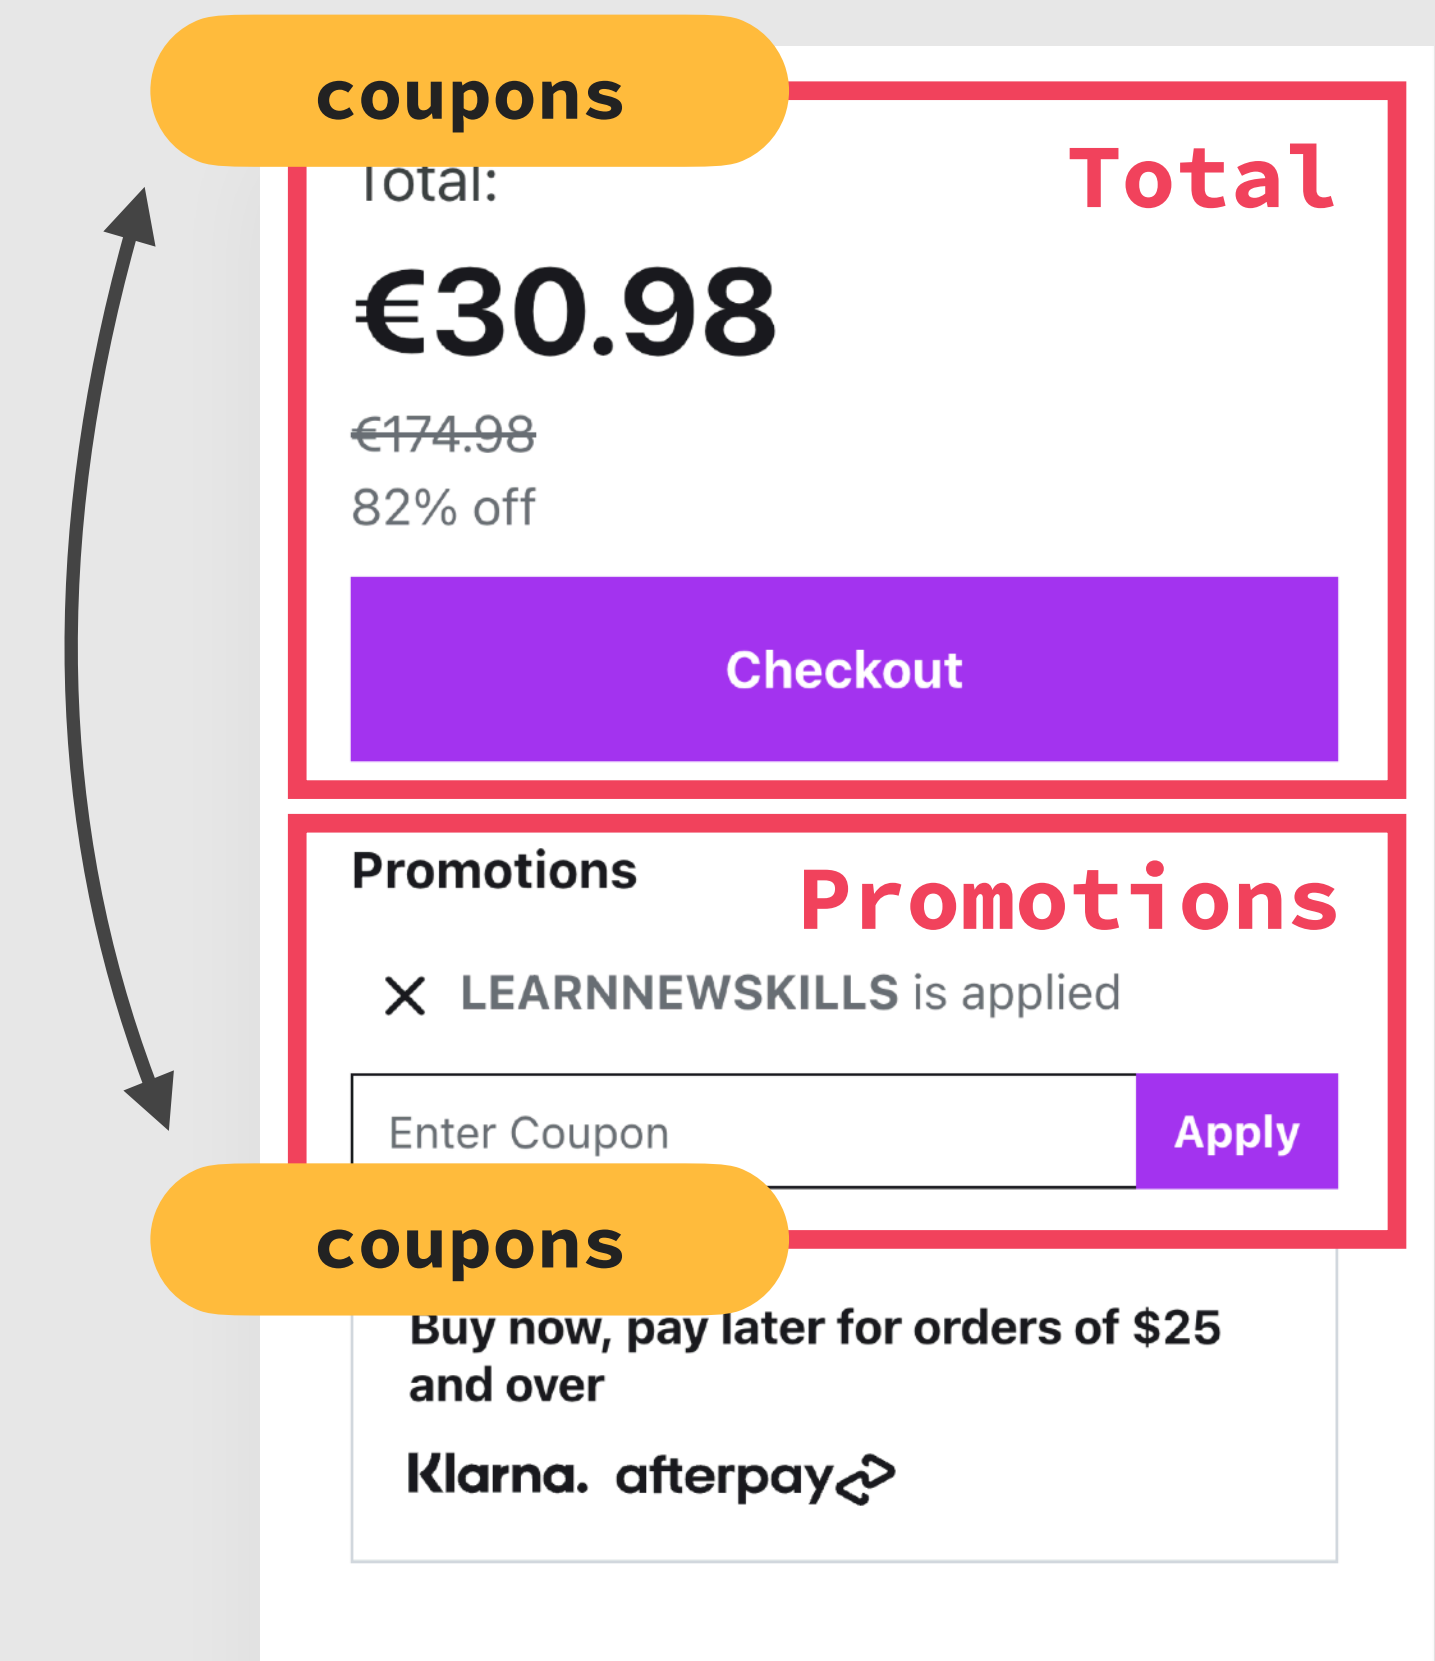 coupons
Total
Total:
€30.98
€174.98
82% off
Checkout
Promotions
Promotions
LEARNNEWSKILLS is applied
Enter Coupon
Apply
coupons
Buy now, pay later for orders of $25
and over
Klarna. afterpay